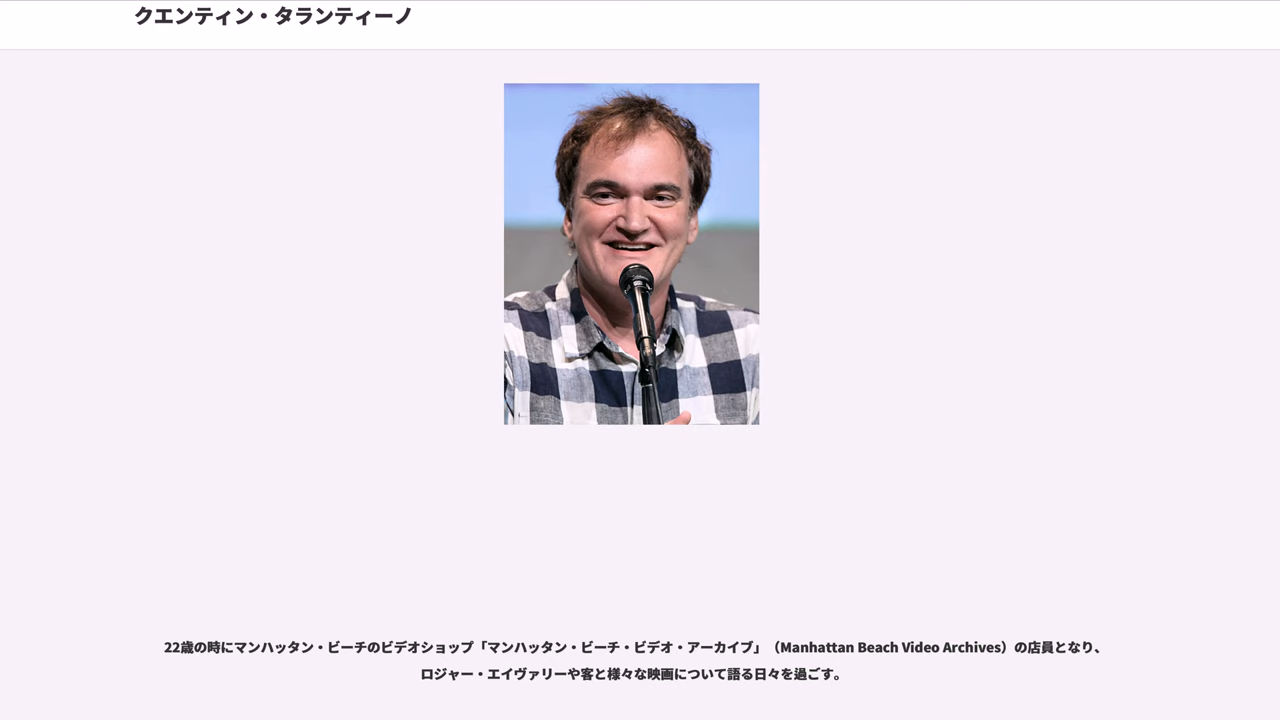 クエンティン・タランティーノ
22歳の時にマンハッタン・ビーチのビデオショップ「マンハッタン・ビーチ・ビデオ・アーカイブ」（Manhattan Beach Video Archives）の店員となり、
ロジャー・エイヴァリーや客と様々な映画について語る日々を過ごす。